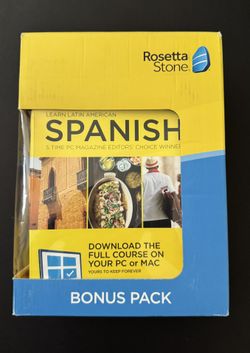 Rosetta
Stone
LEARN LATIN AMERICAN
SPANISH
5 TIME PC MAGAZINE EDITORS' CHOICE WINNER
DOWNLOAD THE
FULL COURSE ON
YOUR PC or MAC
YOURS TO KEEP FOREVER
BONUS PACK